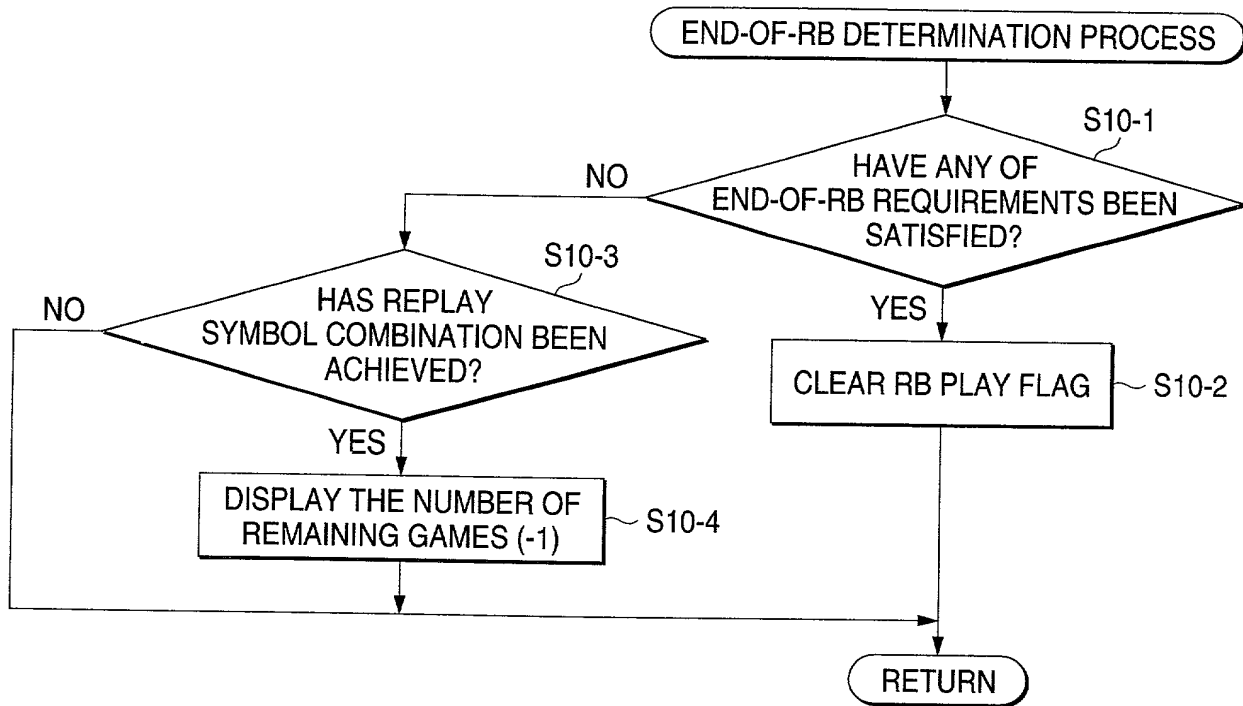 END-OF-RB DETERMINATION PROCESS
S10-1
HAVE ANY OF
END-OF-RB REQUIREMENTS BEEN
SATISFIED?
NO
YES
S10-3
HAS REPLAY
SYMBOL COMBINATION BEEN
ACHIEVED?
NO
YES
CLEAR RB PLAY FLAG
S10-2
DISPLAY THE NUMBER OF
REMAINING GAMES (-1)
S10-4
RETURN